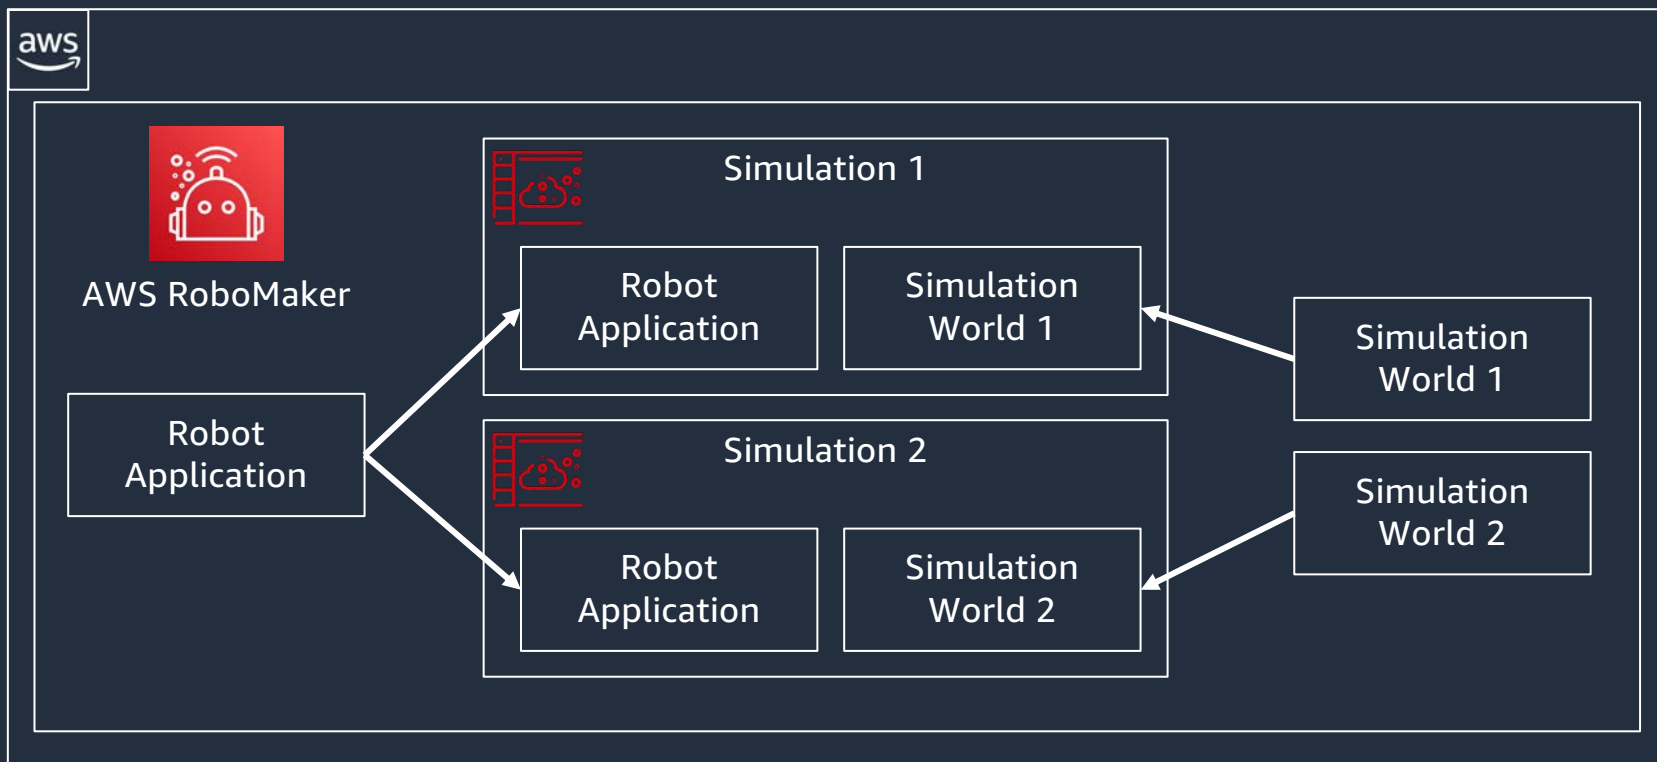 aws
AWS RoboMaker
Robot
Application
Simulation 1
Robot
Application
Simulation
World 1
Simulation 2
Robot
Application
Simulation
World 2
Simulation
World 1
Simulation
World 2